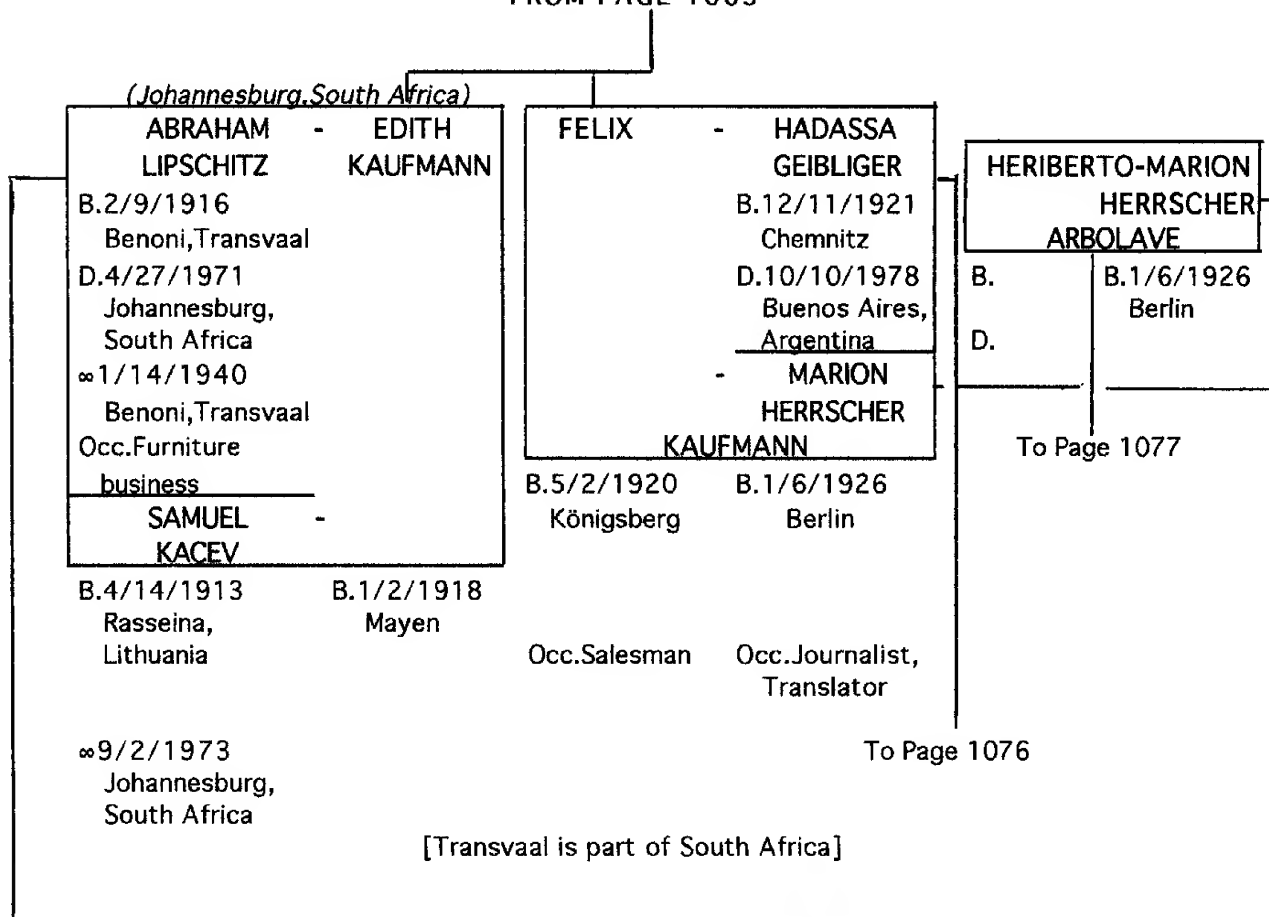 (Johannesburg.South Africa)
ABRAHAM - EDITH
LIPSCHITZ KAUFMANN
B.2/9/1916
Benoni,Transvaal
D.4/27/1971
Johannesburg,
South Africa
∞1/14/1940
Benoni,Transvaal
Occ.Furniture
business
SAMUEL -
KACEV
B.4/14/1913 B.1/2/1918
Rasseina, Mayen
Lithuania
∞9/2/1973
Johannesburg,
South Africa
FELIX - HADASSA
GEIBLIGER
B.12/11/1921
Chemnitz
D.10/10/1978
Buenos Aires,
Argentina
- MARION
HERRSCHER
KAUFMANN
B.5/2/1920 B.1/6/1926
Königsberg Berlin
Occ.Salesman Occ.Journalist,
Translator
To Page 1076
HERIBERTO-MARION
HERRSCHER
ARBOLAVE
B. B.1/6/1926
Berlin
D.
To Page 1077
[Transvaal is part of South Africa]